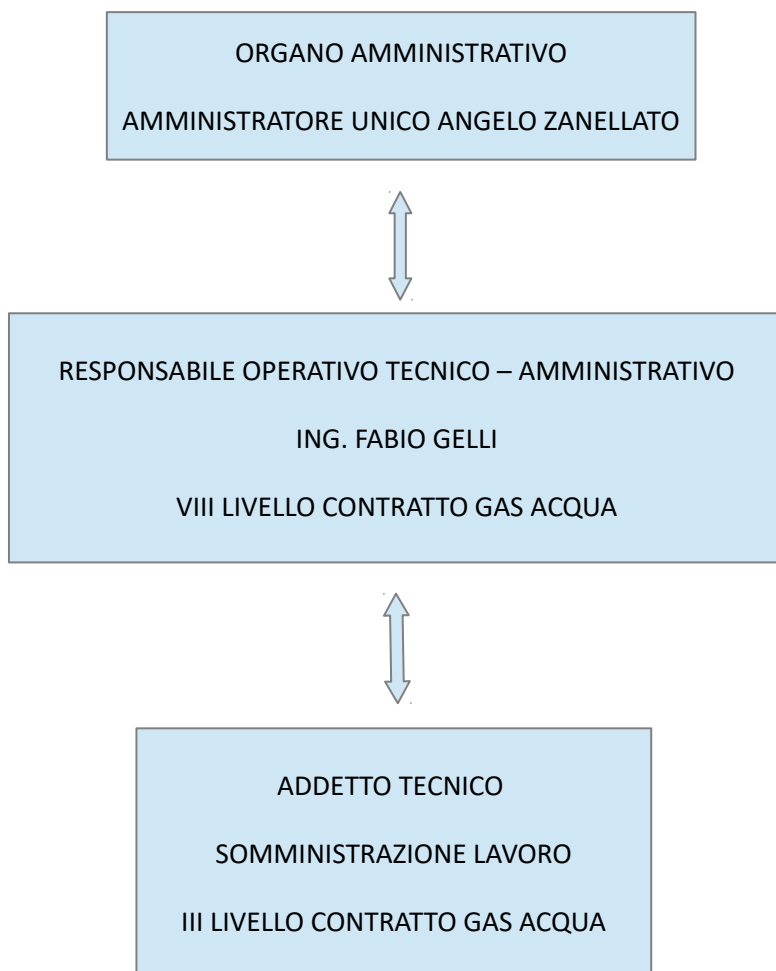 ORGANO AMMINISTRATIVO
AMMINISTRATORE UNICO ANGELO ZANELLATO
RESPONSABILE OPERATIVO TECNICO – AMMINISTRATIVO
ING. FABIO GELLI
VIII LIVELLO CONTRATTO GAS ACQUA
ADDETTO TECNICO
SOMMINISTRAZIONE LAVORO
III LIVELLO CONTRATTO GAS ACQUA